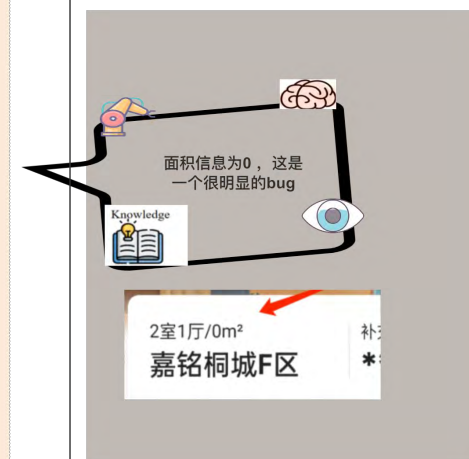 面积信息为0，这是
一个很明显的bug
Knowledge
2室1厅/0m²
补
嘉铭桐城F区
*